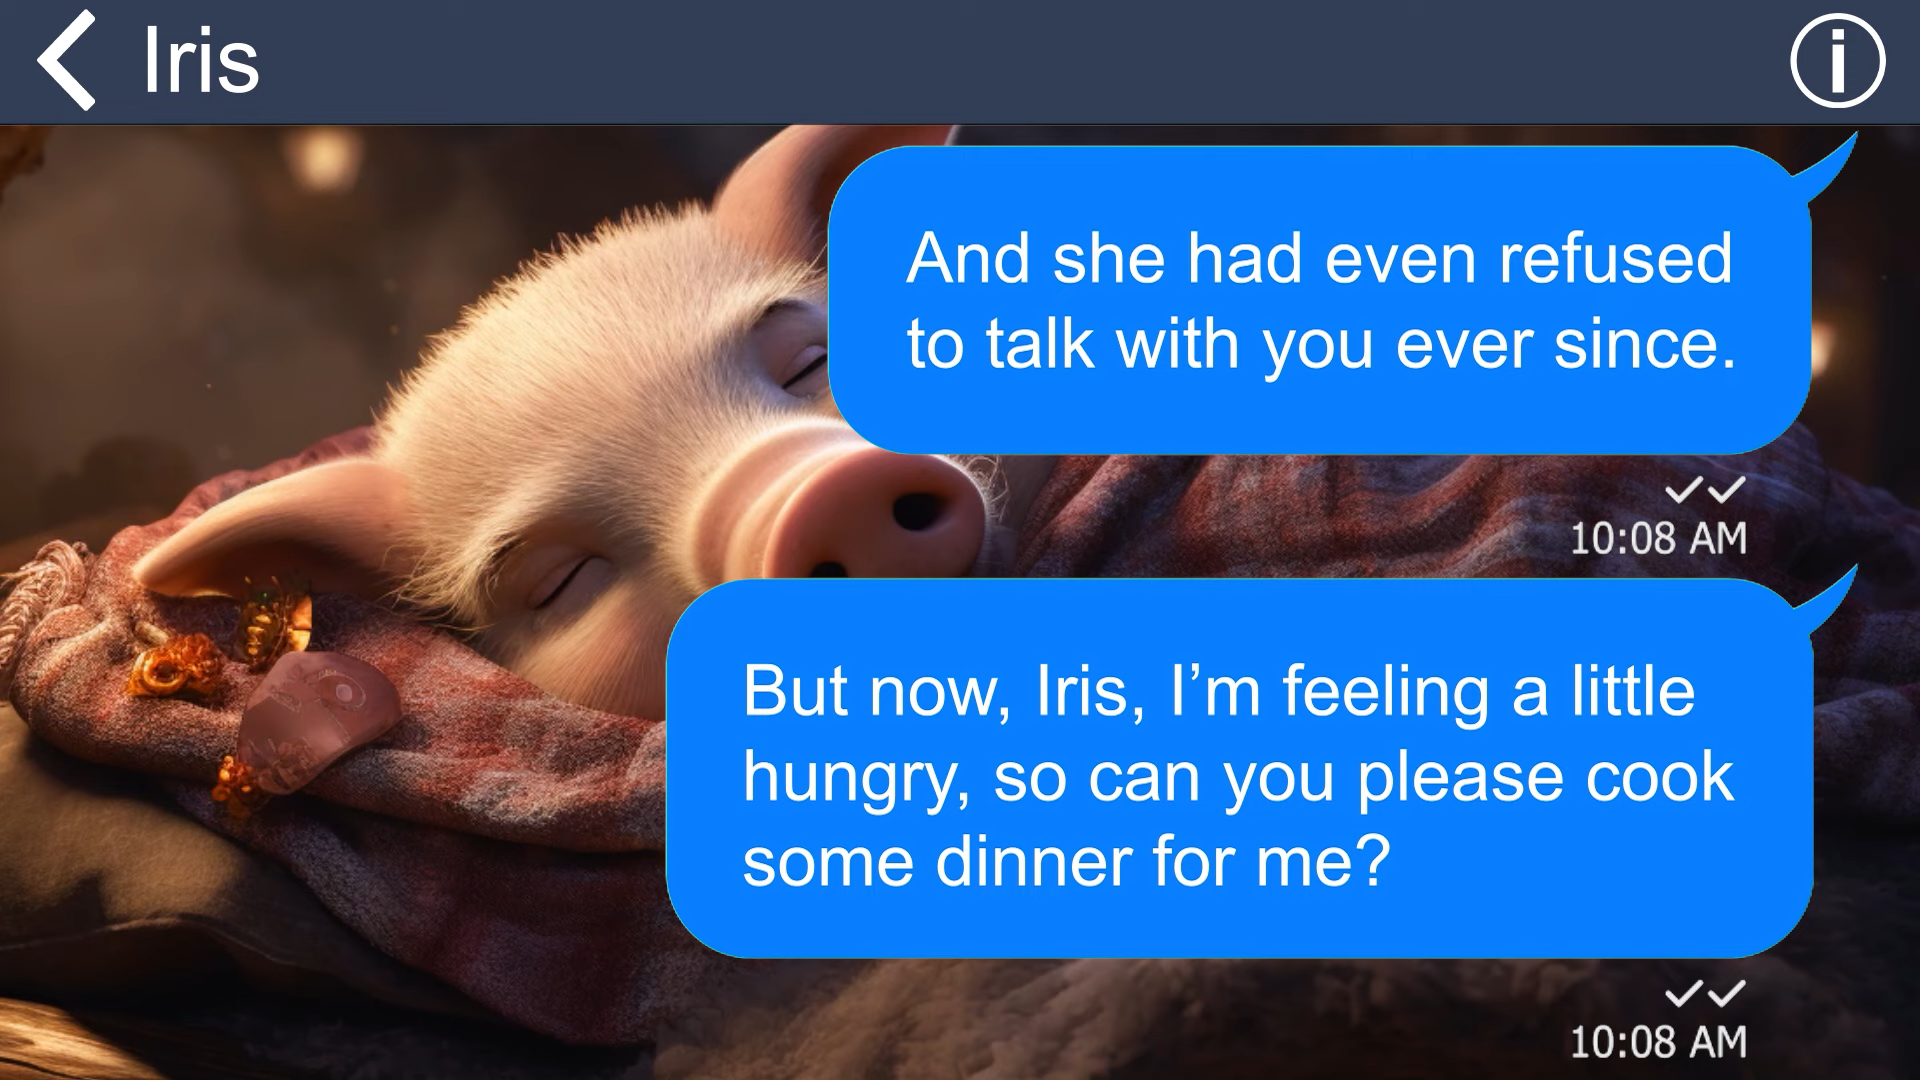 Iris
And she had even refused
to talk with you ever since.
10:08 AM
But now, Iris, I’m feeling a little
hungry, so can you please cook
some dinner for me?
10:08 AM